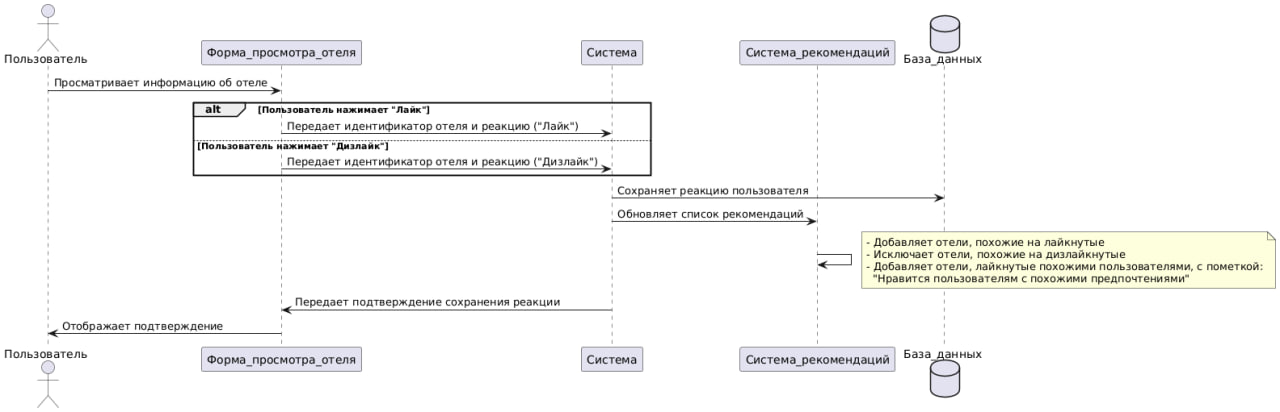 Пользователь
Форма_просмотра_отеля
Система
Система_рекомендаций
База_данных
Просматривает информацию об отеле
alt [Пользователь нажимает "Лайк"]
Передает идентификатор отеля и реакцию ("Лайк")
[Пользователь нажимает "Дизлайк"]
Передает идентификатор отеля и реакцию ("Дизлайк")
Сохраняет реакцию пользователя
Обновляет список рекомендаций
- Добавляет отели, похожие на лайкнутые
- Исключает отели, похожие на дизлайкнутые
- Добавляет отели, лайкнутые похожими пользователями, с пометкой:
"Нравится пользователям с похожими предпочтениями"
Передает подтверждение сохранения реакции
Отображает подтверждение
Пользователь
Форма_просмотра_отеля
Система
Система_рекомендаций
База_данных